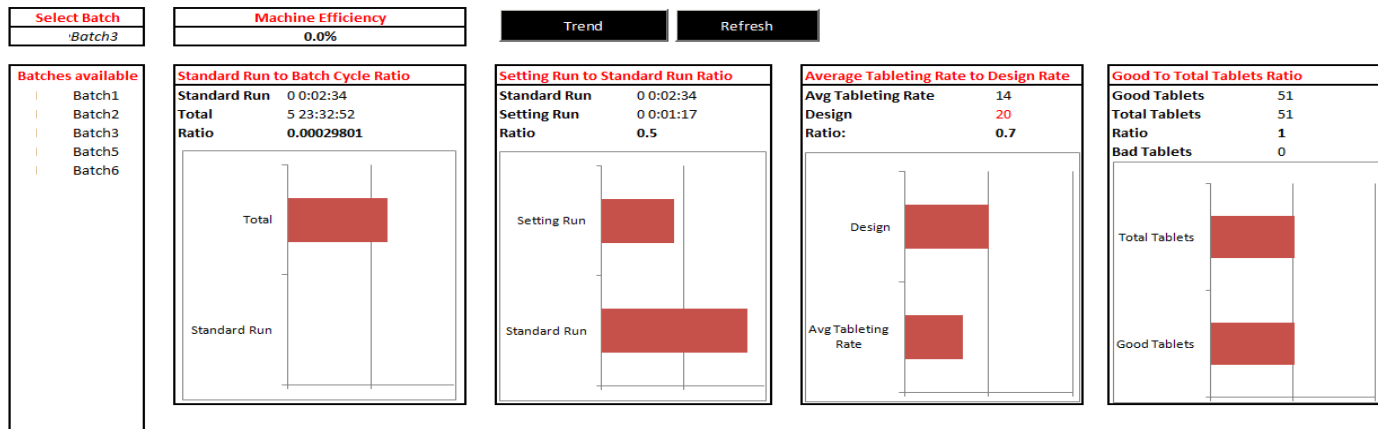 Select Batch
Batch3
Machine Efficiency
0.0%
Trend
Refresh
Batches available
Batch1
Batch2
Batch3
Batch5
Batch6
Standard Run to Batch Cycle Ratio
Standard Run 0 0:02:34
Total 5 23:32:52
Ratio 0.00029801
Total
Standard Run
Setting Run to Standard Run Ratio
Standard Run 0 0:02:34
Setting Run 0 0:01:17
Ratio 0.5
Setting Run
Standard Run
Average Tableting Rate to Design Rate
Avg Tableting Rate 14
Design 20
Ratio: 0.7
Design
Avg Tableting
Rate
Good To Total Tablets Ratio
Good Tablets 51
Total Tablets 51
Ratio 1
Bad Tablets 0
Total Tablets
Good Tablets